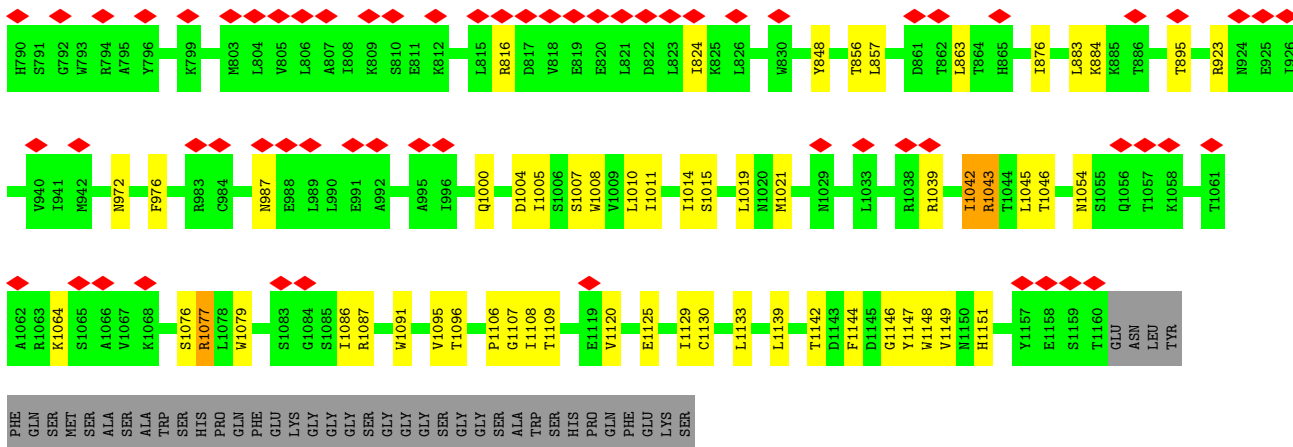 H790 S791 G792 W793 R794 A795 Y796 K799 M803 L804 V805 L806 A807 I808 K809 S810 E811 K812 L815 R816 D817 V818 E819 E820 L821 D822 L823 I824 K825 L826 W830 Y848 T856 L857 D861 T862 L863 T864 H865 I876 L883 K884 K885 T886 T895 R923 N924 E925 I926
V940 I941 M942 N972 F976 R983 C984 N987 E988 L989 L990 E991 A992 A995 I996 Q1000 D1004 I1005 S1006 S1007 W1008 V1009 L1010 I1011 I1014 S1015 L1019 N1020 M1021 N1029 L1033 R1038 R1039 I1042 R1043 T1044 L1045 T1046 N1054 S1055 Q1056 T1057 K1058 T1061
A1062 R1063 K1064 S1065 A1066 V1067 K1068 S1076 R1077 L1078 W1079 S1083 G1084 S1085 I1086 R1087 W1091 V1095 T1096 P1106 G1107 I1108 T1109 E1119 V1120 E1125 I1129 C1130 L1133 L1139 T1142 D1143 F1144 D1145 G1146 Y1147 W1148 V1149 N1150 H1151 Y1157 E1158 S1159 T1160 GLU ASN LEU TYR
PHE GLN SER MET SER ALA SER ALA TRP SER HIS PRO GLN PHE GLU LYS GLY GLY GLY SER GLY GLY GLY SER GLY GLY SER ALA TRP SER HIS PRO GLN PHE GLU LYS SER